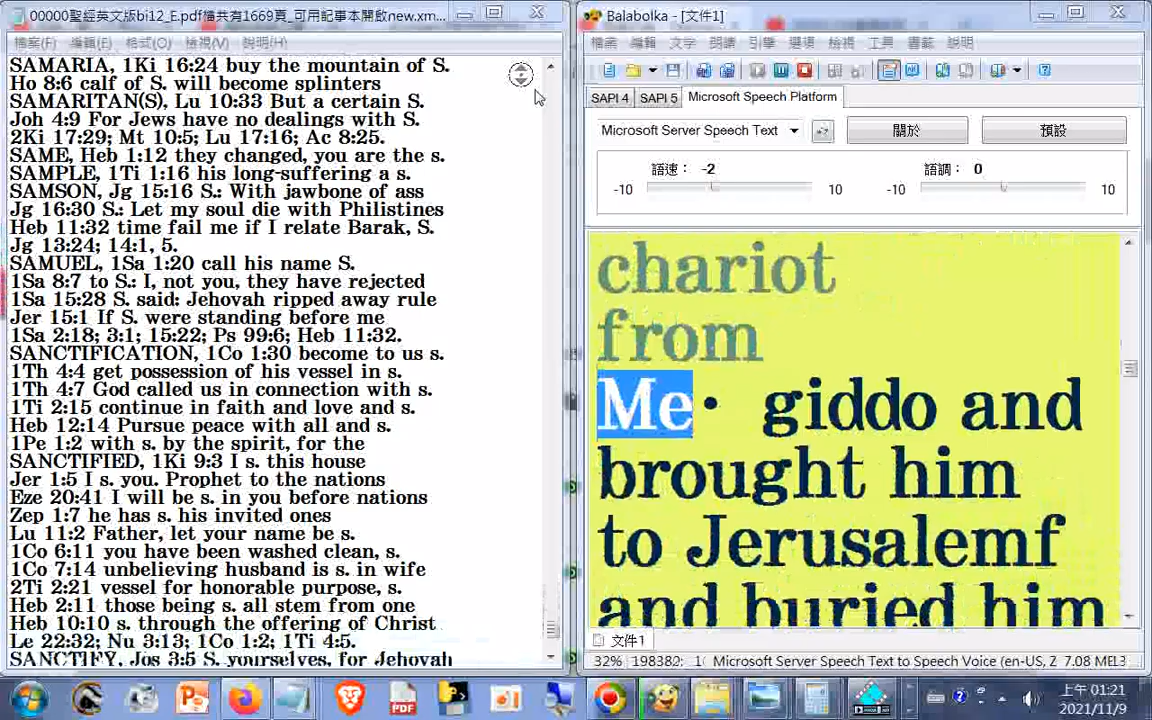 00000聖經英文版bi12_E.pdf檔共有1669頁_可用記事本開啟new.xm...
檔案(F) 編輯(E) 格式(O) 檢視(V) 說明(H)
SAMARIA, 1Ki 16:24 buy the mountain of S.
Ho 8:6 calf of S. will become splinters
SAMARITAN(S), Lu 10:33 But a certain S.
Joh 4:9 For Jews have no dealings with S.
2Ki 17:29; Mt 10:5; Lu 17:16; Ac 8:25.
SAME, Heb 1:12 they changed, you are the s.
SAMPLE, 1Ti 1:16 his long-suffering a s.
SAMSON, Jg 15:16 S.: With jawbone of ass
Jg 16:30 S.: Let my soul die with Philistines
Heb 11:32 time fail me if I relate Barak, S.
Jg 13:24; 14:1, 5.
SAMUEL, 1Sa 1:20 call his name S.
1Sa 8:7 to S.: I, not you, they have rejected
1Sa 15:28 S. said: Jehovah ripped away rule
Jer 15:1 If S. were standing before me
1Sa 2:18; 3:1; 15:22; Ps 99:6; Heb 11:32.
SANCTIFICATION, 1Co 1:30 become to us s.
1Th 4:4 get possession of his vessel in s.
1Th 4:7 God called us in connection with s.
1Ti 2:15 continue in faith and love and s.
Heb 12:14 Pursue peace with all and s.
1Pe 1:2 with s. by the spirit, for the
SANCTIFIED, 1Ki 9:3 I s. this house
Jer 1:5 I s. you. Prophet to the nations
Eze 20:41 I will be s. in you before nations
Zep 1:7 he has s. his invited ones
Lu 11:2 Father, let your name be s.
1Co 6:11 you have been washed clean, s.
1Co 7:14 unbelieving husband is s. in wife
2Ti 2:21 vessel for honorable purpose, s.
Heb 2:11 those being s. all stem from one
Heb 10:10 s. through the offering of Christ
Le 22:32; Nu 3:13; 1Co 1:2; 1Ti 4:5.
SANCTIFY, Jos 3:5 S. yourselves, for Jehovah
Balabolka - [文件1]
檔案 編輯 文字 朗讀 引擎 選項 檢視 工具 書籤 說明
SAPI 4 SAPI 5 Microsoft Speech Platform
Microsoft Server Speech Text 關於 預設
語速: -2 語調: 0
-10 10 -10 10
chariot
from
Me• giddo and
brought him
to Jerusalemf
and buried him
文件1
32% 198382: Microsoft Server Speech Text to Speech Voice (en-US, Z 7.08 МЕЛЗ
上午 01:21
2021/11/9